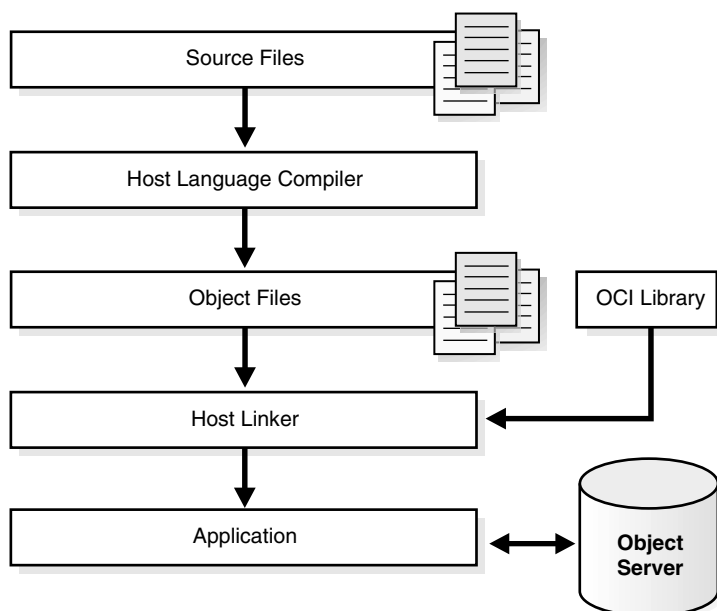 Source Files
Host Language Compiler
Object Files
OCI Library
Host Linker
Application
Object
Server